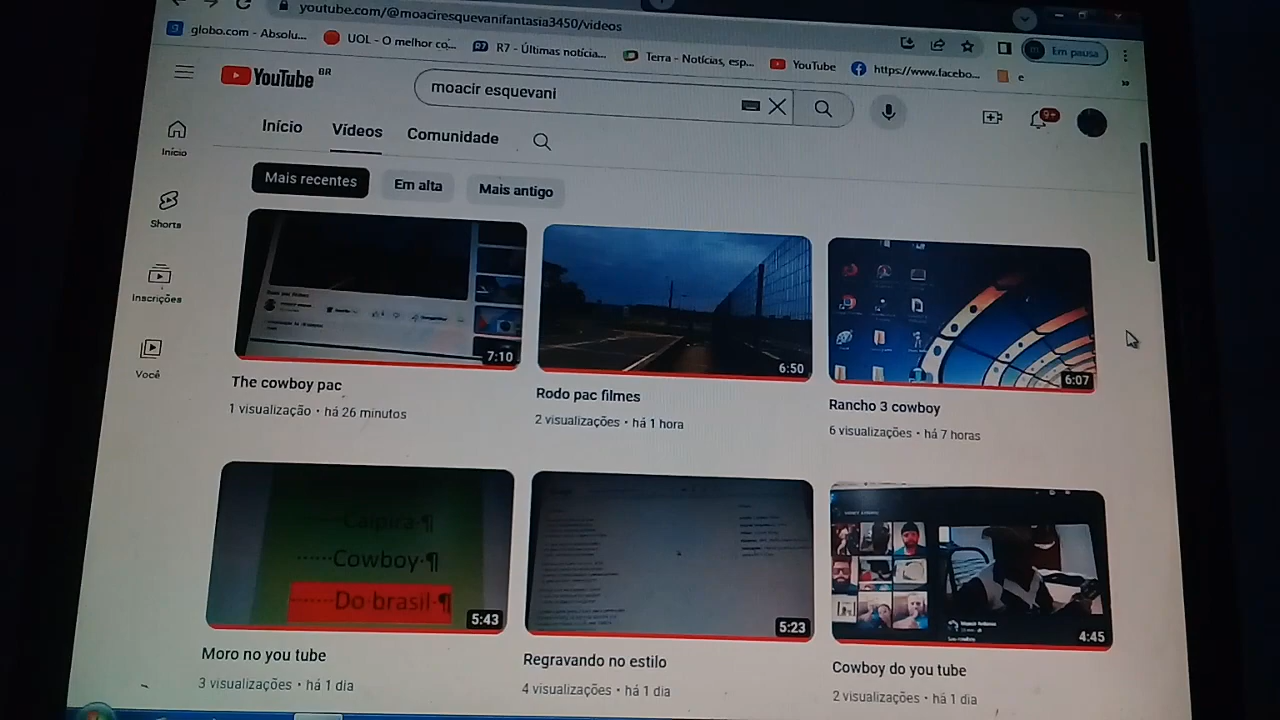 youtube.com/@moaciresquevanifantasia3450/videos
globo.com - Absolu...
UOL - O melhor co...
R7 - Últimas notícia...
Terra - Notícias, esp...
YouTube
https://www.facebo...
e
Em pausa
YouTube BR
moacir esquevani
9+
Início
Vídeos
Comunidade
Início
Shorts
Inscrições
Você
Mais recentes
Em alta
Mais antigo
7:10
6:50
6:07
The cowboy pac
1 visualização • há 26 minutos
Rodo pac filmes
2 visualizações • há 1 hora
Rancho 3 cowboy
6 visualizações • há 7 horas
Caipira·¶
······Cowboy·¶
······Do brasil·¶
5:43
5:23
4:45
Moro no you tube
3 visualizações • há 1 dia
Regravando no estilo
4 visualizações • há 1 dia
Cowboy do you tube
2 visualizações • há 1 dia